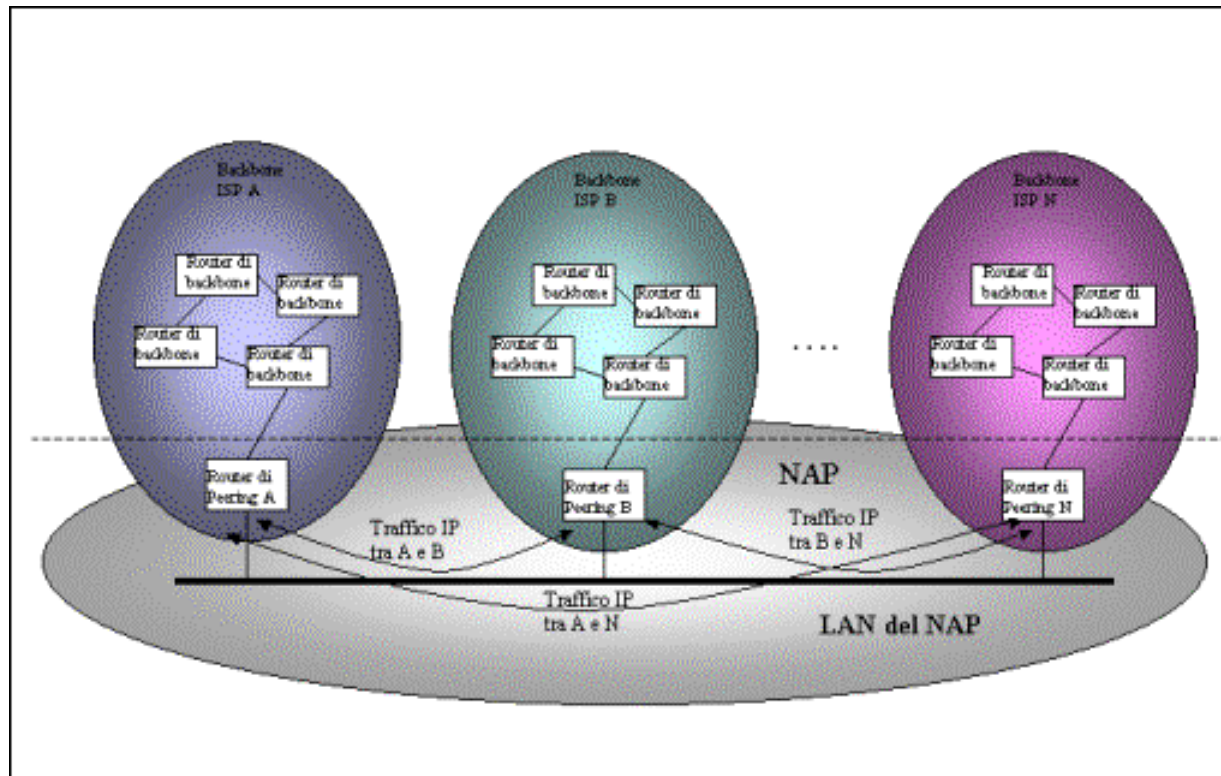 Backbone
ISP A
Router di
backbone
Router di
backbone
Router di
backbone
Router di
backbone
Router di
Peering A
Backbone
ISP B
Router di
backbone
Router di
backbone
Router di
backbone
Router di
backbone
Router di
Peering B
. . . .
Backbone
ISP N
Router di
backbone
Router di
backbone
Router di
backbone
Router di
backbone
Router di
Peering N
NAP
Traffico IP
tra A e B
Traffico IP
tra B e N
Traffico IP
tra A e N
LAN del NAP